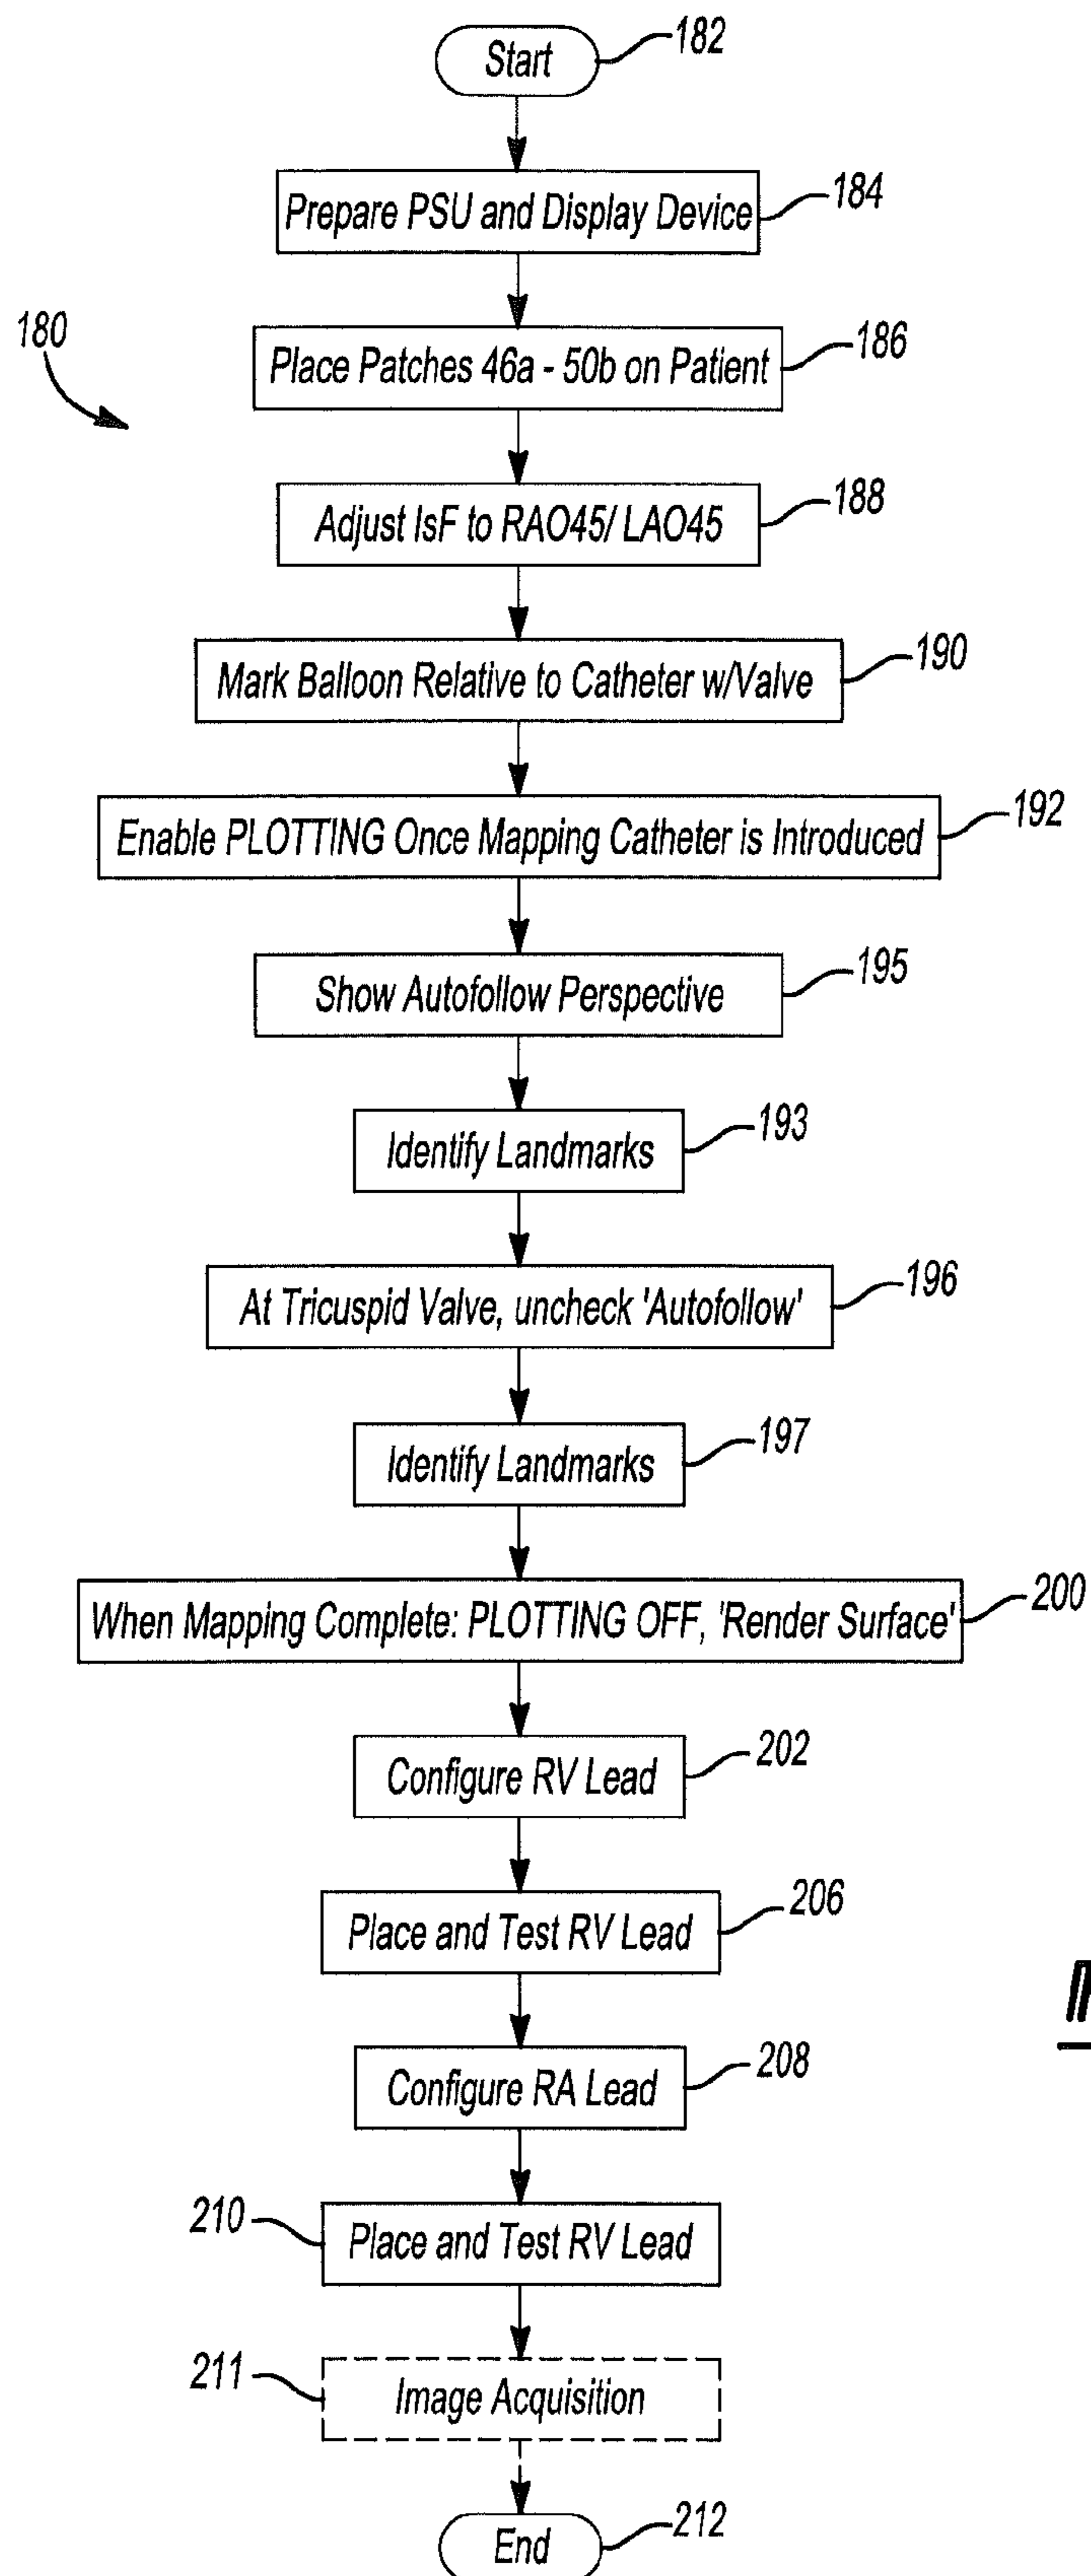 Start
182
Prepare PSU and Display Device
184
180
Place Patches 46a - 50b on Patient
186
Adjust IsF to RAO45/ LAO45
188
Mark Balloon Relative to Catheter w/Valve
190
Enable PLOTTING Once Mapping Catheter is Introduced
192
Show Autofollow Perspective
195
Identify Landmarks
193
At Tricuspid Valve, uncheck 'Autofollow'
196
Identify Landmarks
197
When Mapping Complete: PLOTTING OFF, 'Render Surface'
200
Configure RV Lead
202
Place and Test RV Lead
206
Configure RA Lead
208
210
Place and Test RV Lead
211
Image Acquisition
End
212